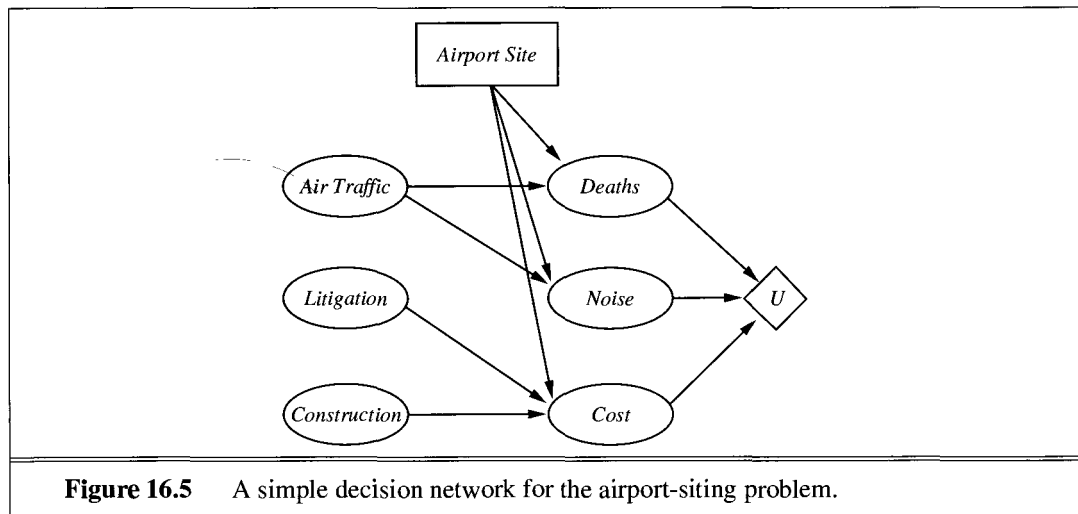 Airport Site
Air Traffic
Deaths
Litigation
Noise
U
Construction
Cost
Figure 16.5 A simple decision network for the airport-siting problem.